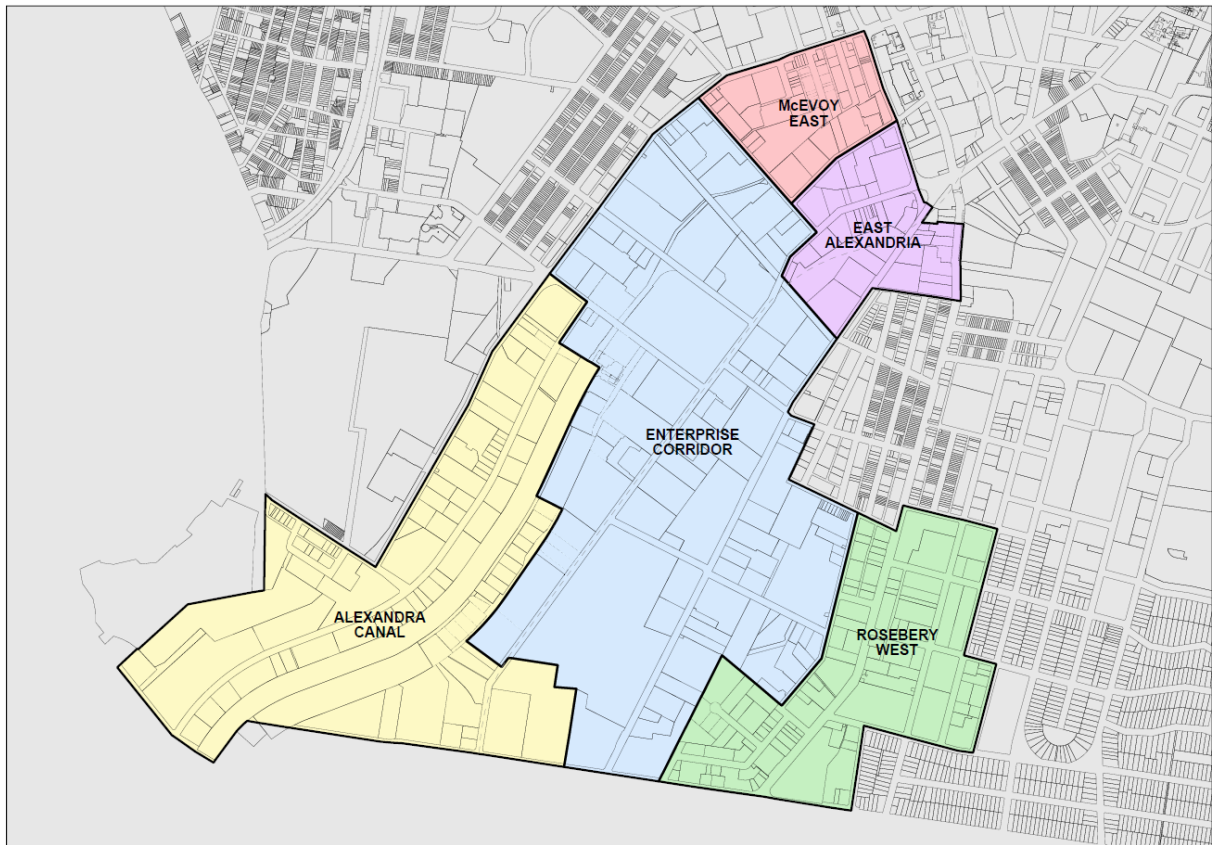 McEVOY
EAST
EAST
ALEXANDRIA
ENTERPRISE
CORRIDOR
ALEXANDRA
CANAL
ROSEBERY
WEST